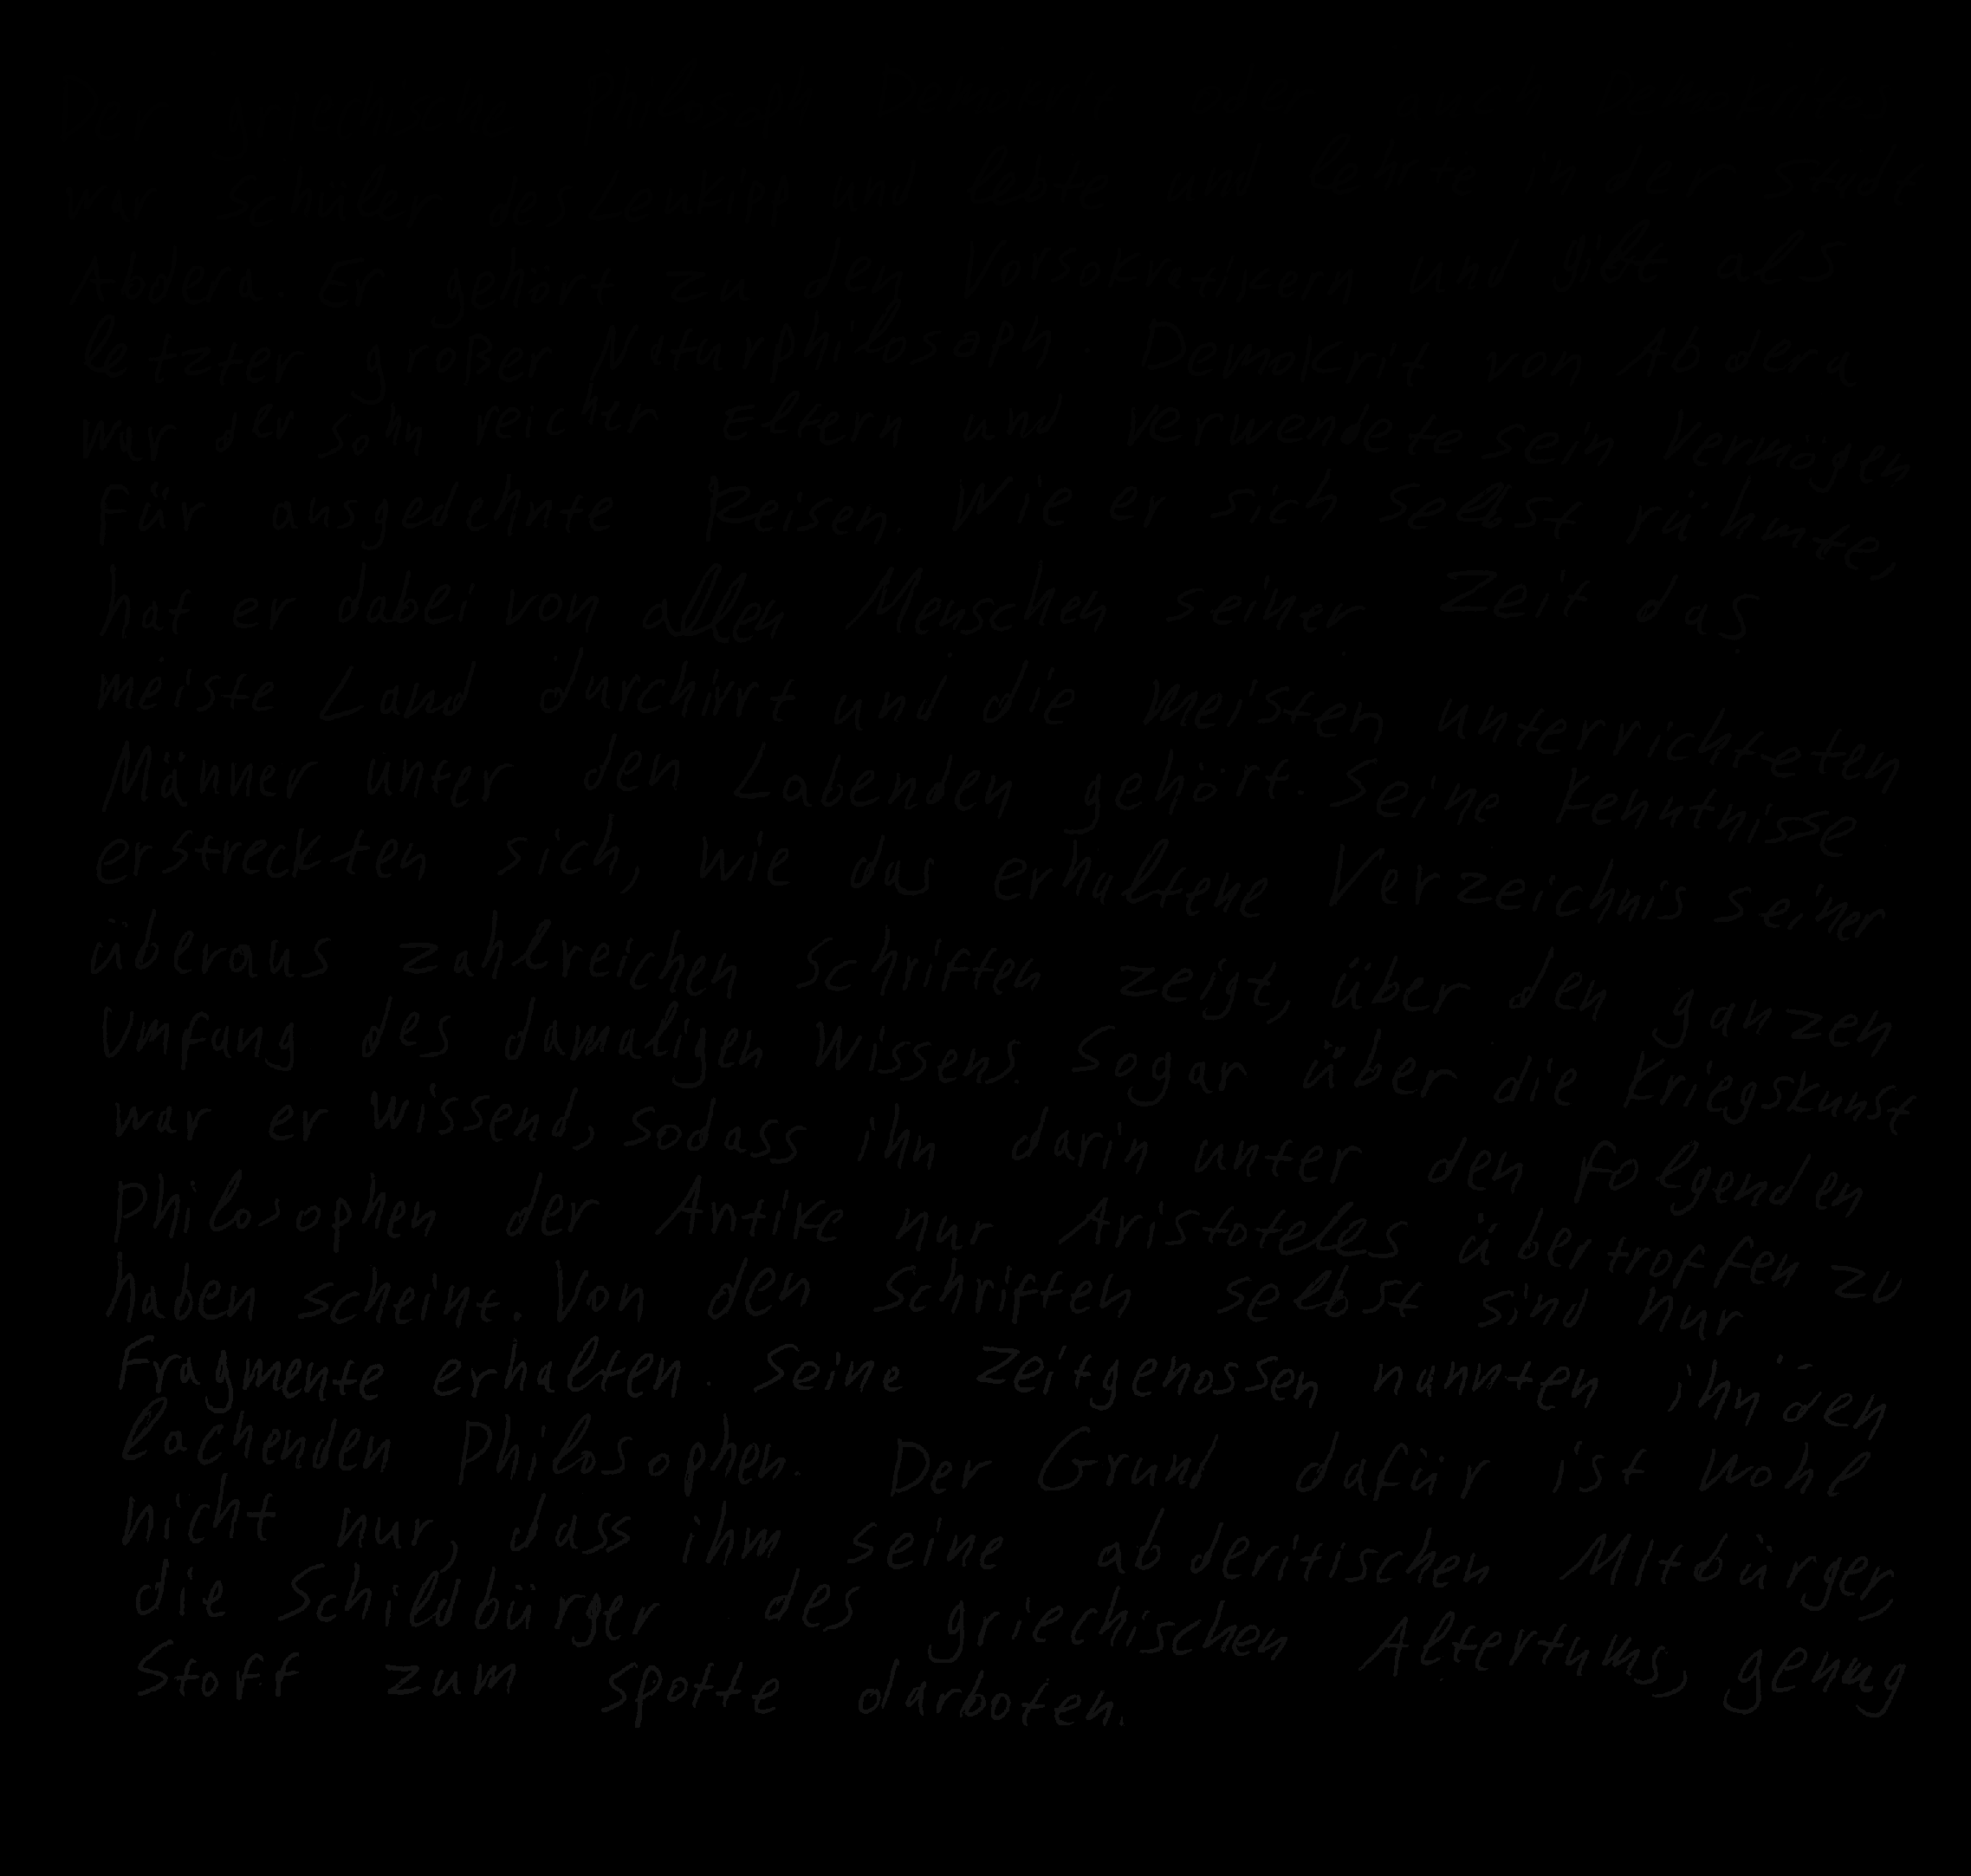 war Schüler des Leukipp und lebte und lehrte in der Stadt
Abdera. Er gehört zu den Vorsokratikern und gilt als
letzter großer Naturphilosoph. Demokrit von Abdera
war der Sohn reicher Eltern und verwendete sein Vermögen
für ausgedehnte Reisen. Wie er sich selbst rühmte,
hat er dabei von allen Menschen seiner Zeit das
meiste Land durchirrt und die meisten unterrichteten
Männer unter den Labenden gehört. Seine Kenntnisse
erstreckten sich, wie das erhaltene Verzeichnis seiner
überaus zahlreichen Schriften zeigt, über den ganzen
Umfang des damaligen Wissens. Sogar über die Kriegskunst
war er wissend, sodass ihn darin unter den folgenden
Philosophen der Antike nur Aristoteles übertroffen zu
haben scheint. Von den Schriften selbst sind nur
Fragmente erhalten. Seine Zeitgenossen nannten ihn den
lachenden Philosophen. Der Grund dafür ist wohl
nicht nur, dass ihm seine abderitischen Mitbürger,
die Schildbürger des griechischen Altertums, genug
Stoff zum Spotte darboten.